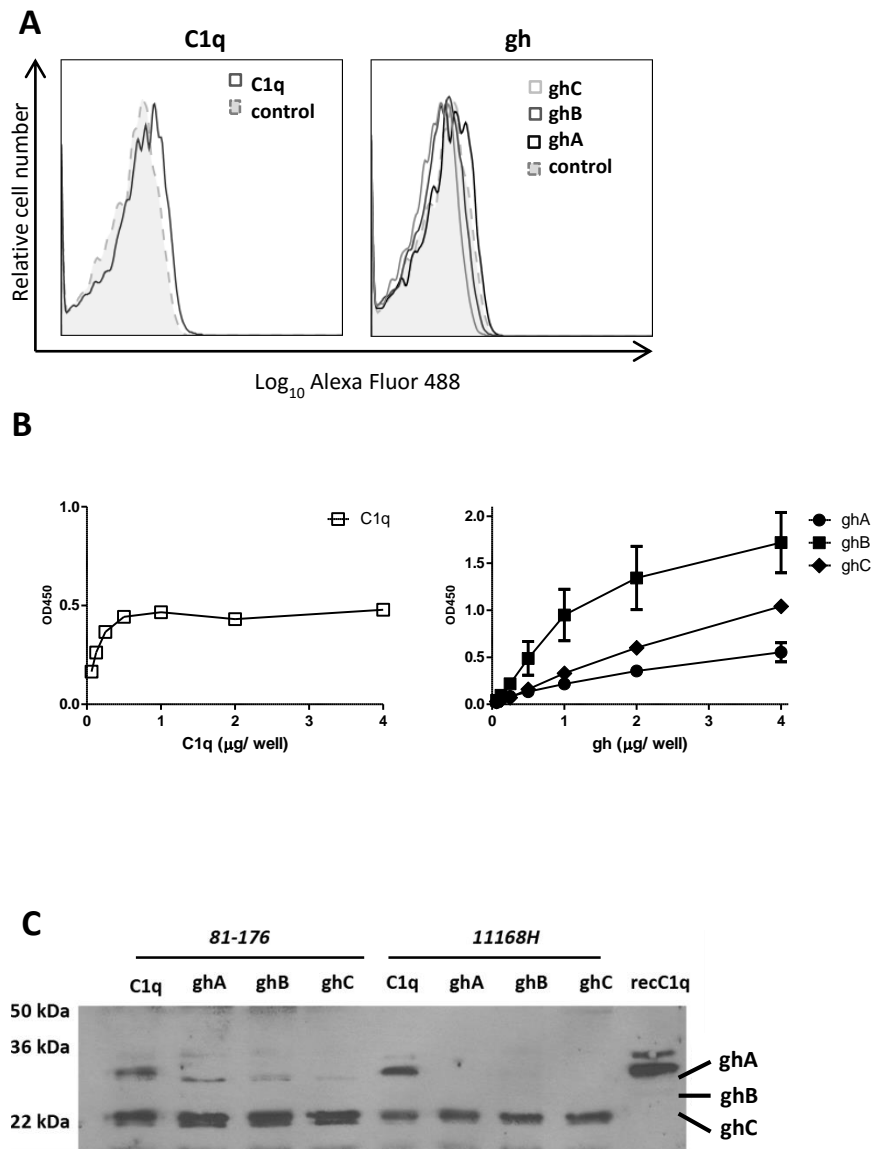 A
C1q
gh
C1q
control
ghC
ghB
ghA
control
Relative cell number
Log10 Alexa Fluor 488
B
1.0
0.5
0.0
OD450
0 1 2 3 4
C1q (µg/ well)
C1q
2.0
1.5
1.0
0.5
0.0
OD450
0 1 2 3 4
gh (µg/ well)
ghA
ghB
ghC
C
81-176 11168H
C1q ghA ghB ghC C1q ghA ghB ghC recC1q
50 kDa
36 kDa
22 kDa
ghA
ghB
ghC